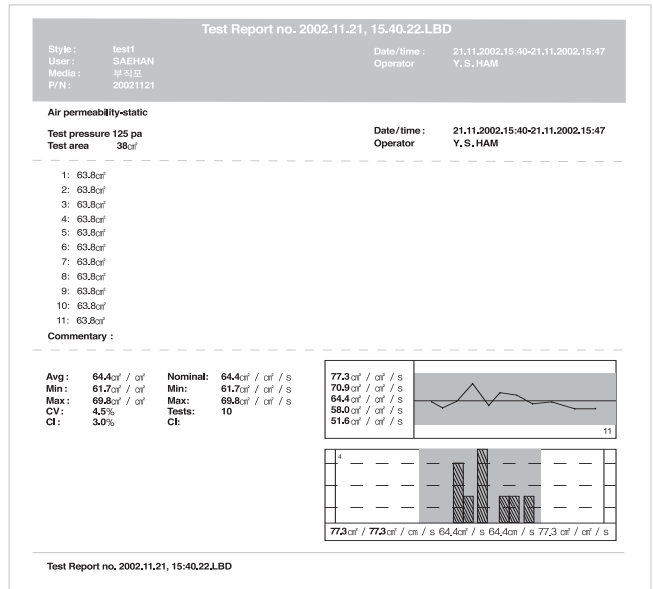 Test Report no. 2002.11.21, 15.40.22.LBD
Style : test1 Date/time : 21.11.2002.15:40-21.11.2002.15:47
User : SAEHAN Operator Y. S. HAM
Media : 부직포
P/N : 20021121
Air permeability-static
Test pressure 125 pa Date/time : 21.11.2002.15:40-21.11.2002.15:47
Test area 38㎠ Operator Y. S. HAM
1: 63.8㎠
2: 63.8㎠
3: 63.8㎠
4: 63.8㎠
5: 63.8㎠
6: 63.8㎠
7: 63.8㎠
8: 63.8㎠
9: 63.8㎠
10: 63.8㎠
11: 63.8㎠
Commentary :
Avg : 64.4㎠ / ㎠ Nominal: 64.4㎠ / ㎠ / s
Min : 61.7㎠ / ㎠ Min: 61.7㎠ / ㎠ / s
Max : 69.8㎠ / ㎠ Max: 69.8㎠ / ㎠ / s
CV : 4.5% Tests: 10
CI : 3.0% CI:
77.3㎠ / ㎠ / s
70.9㎠ / ㎠ / s
64.4㎠ / ㎠ / s
58.0㎠ / ㎠ / s
51.6㎠ / ㎠ / s
11
4
77.3㎠ / 77.3㎠ / cm / s 64.4㎠ / s 64.4cm / s 77.3 ㎠ / ㎠ / s
Test Report no. 2002.11.21, 15:40.22.LBD